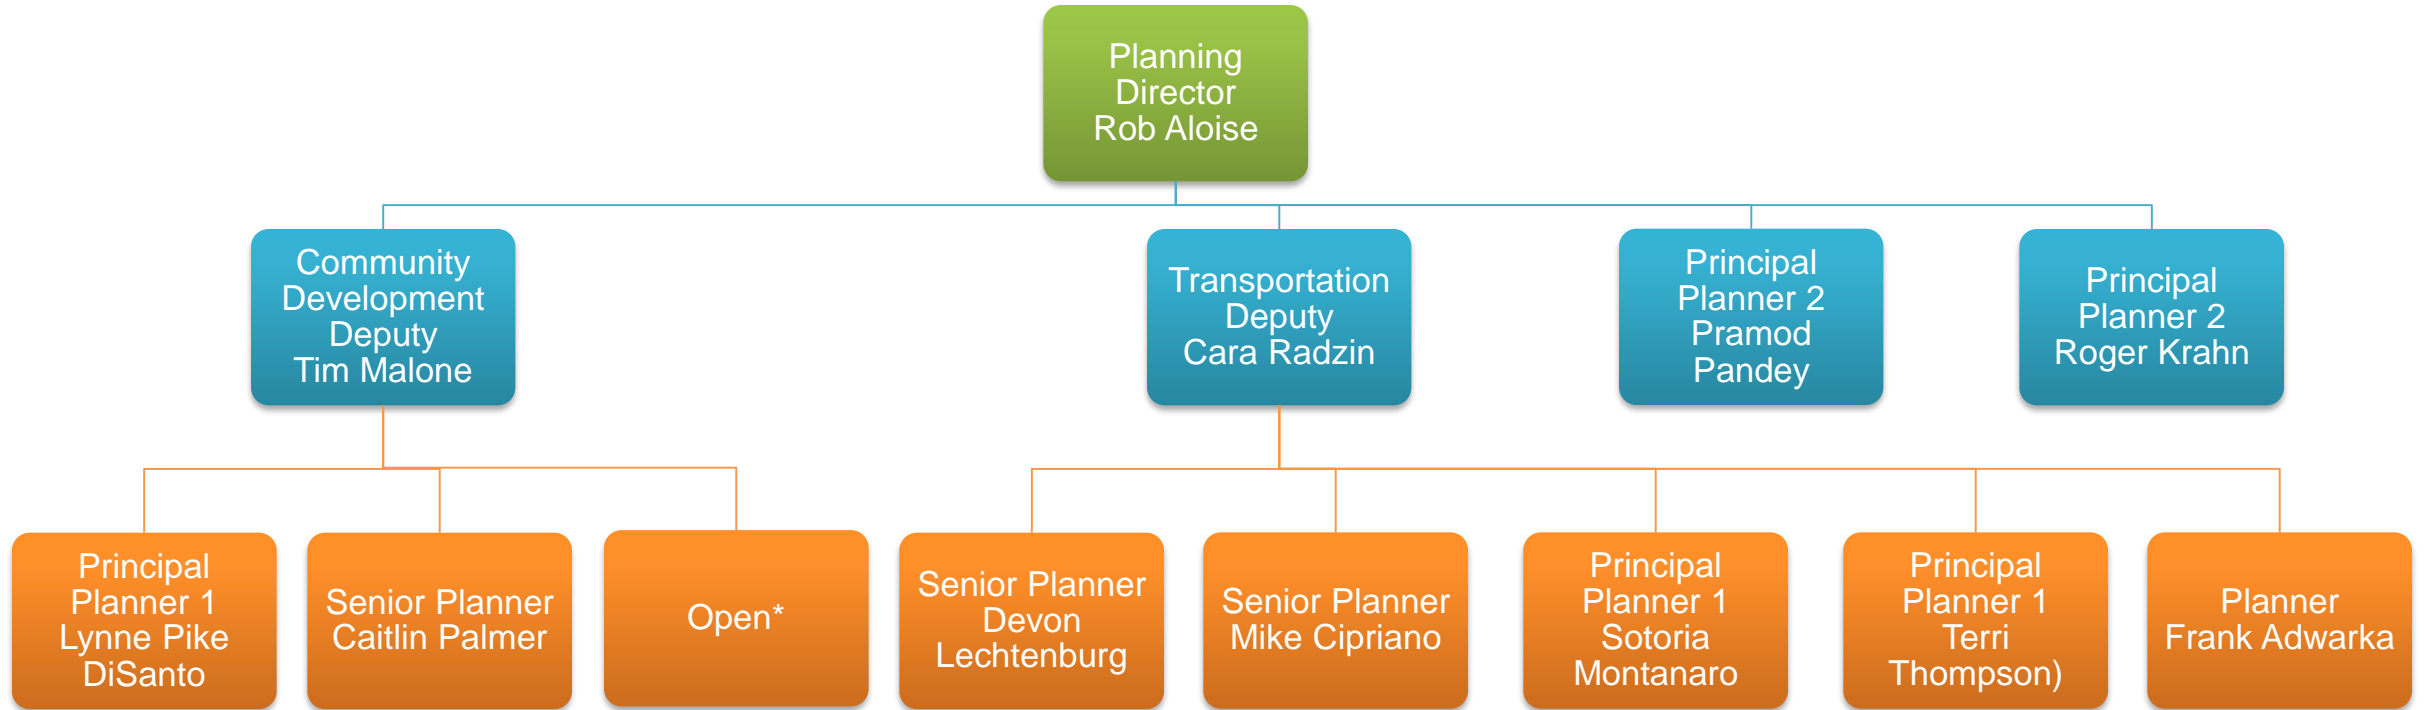 Planning
Director
Rob Aloise
Community
Development
Deputy
Tim Malone
Transportation
Deputy
Cara Radzin
Principal
Planner 2
Pramod
Pandey
Principal
Planner 2
Roger Krahn
Principal
Planner 1
Lynne Pike
DiSanto
Senior Planner
Caitlin Palmer
Open*
Senior Planner
Devon
Lechtenburg
Senior Planner
Mike Cipriano
Principal
Planner 1
Sotoria
Montanaro
Principal
Planner 1
Terri
Thompson)
Planner
Frank Adwarka